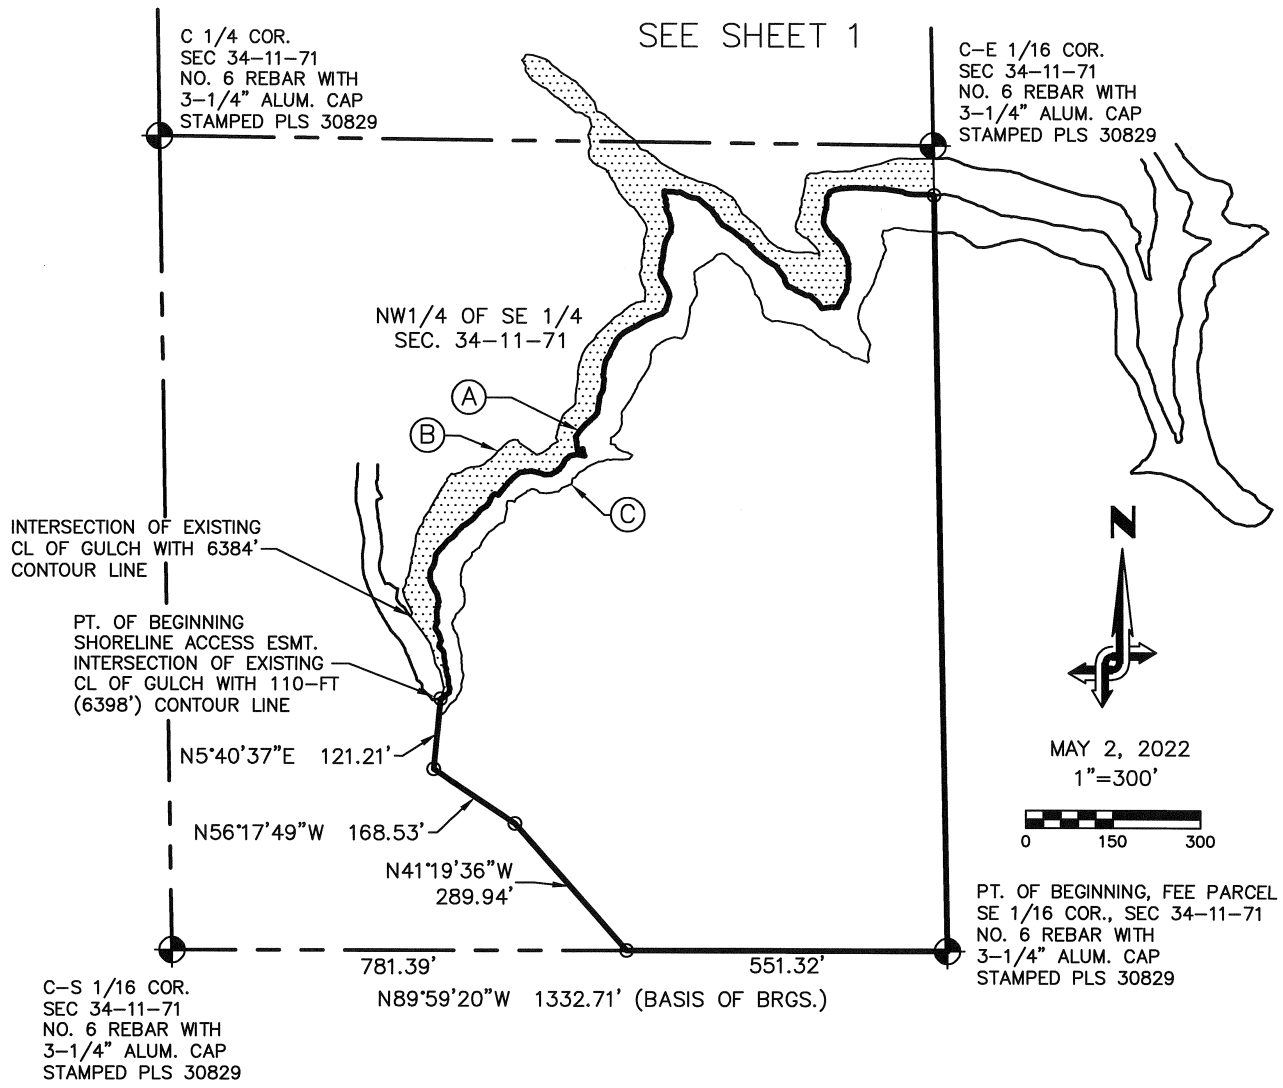 SEE SHEET 1
C 1/4 COR.
SEC 34-11-71
NO. 6 REBAR WITH
3-1/4" ALUM. CAP
STAMPED PLS 30829
C-E 1/16 COR.
SEC 34-11-71
NO. 6 REBAR WITH
3-1/4" ALUM. CAP
STAMPED PLS 30829
NW1/4 OF SE 1/4
SEC. 34-11-71
A
B
C
INTERSECTION OF EXISTING
CL OF GULCH WITH 6384'
CONTOUR LINE
N
PT. OF BEGINNING
SHORELINE ACCESS ESMT.
INTERSECTION OF EXISTING
CL OF GULCH WITH 110-FT
(6398') CONTOUR LINE
N5°40'37"E 121.21'
MAY 2, 2022
1"=300'
0 150 300
N56°17'49"W 168.53'
N41°19'36"W
289.94'
PT. OF BEGINNING, FEE PARCEL
SE 1/16 COR., SEC 34-11-71
NO. 6 REBAR WITH
3-1/4" ALUM. CAP
STAMPED PLS 30829
781.39' 551.32'
N89°59'20"W 1332.71' (BASIS OF BRGS.)
C-S 1/16 COR.
SEC 34-11-71
NO. 6 REBAR WITH
3-1/4" ALUM. CAP
STAMPED PLS 30829